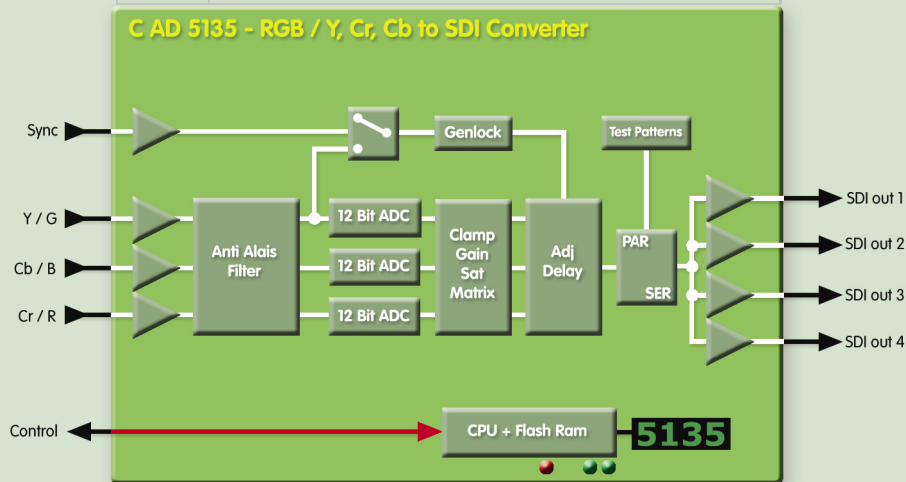 C AD 5135 - RGB / Y, Cr, Cb to SDI Converter
Sync
Genlock
Test Patterns
Y / G
Cb / B
Cr / R
Anti Alais
Filter
12 Bit ADC
12 Bit ADC
12 Bit ADC
Clamp
Gain
Sat
Matrix
Adj
Delay
PAR
SER
SDI out 1
SDI out 2
SDI out 3
SDI out 4
Control
CPU + Flash Ram
5135